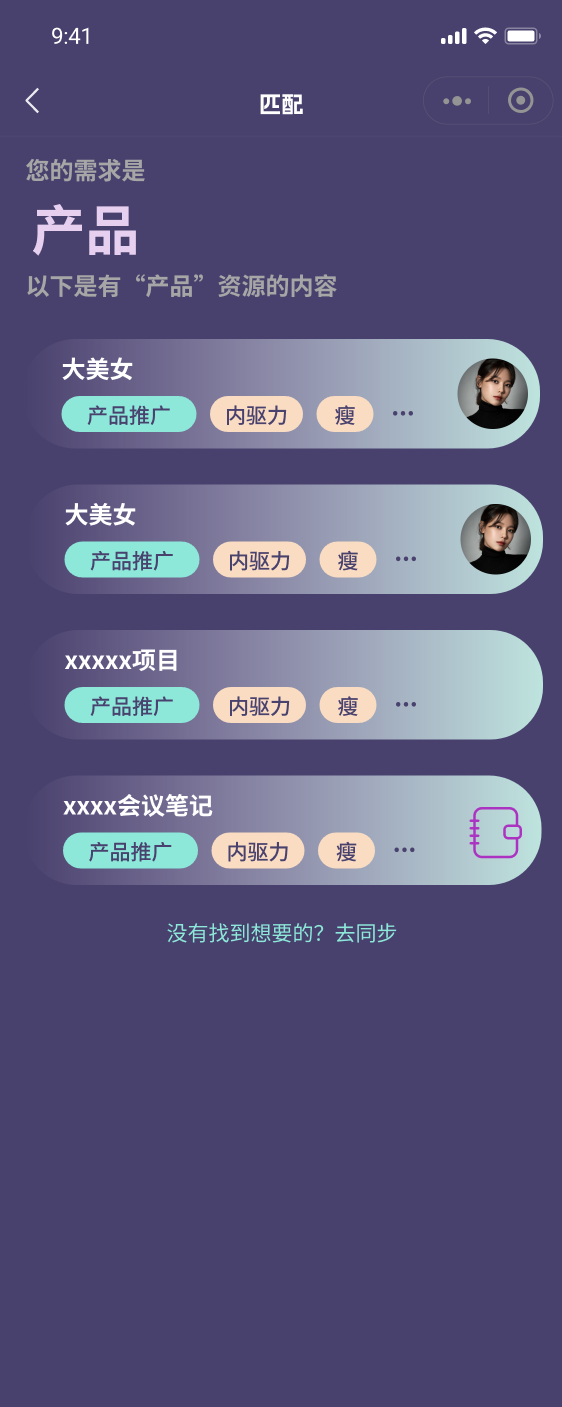 9:41
匹配
您的需求是
产品
以下是有“产品”资源的内容
大美女
产品推广 内驱力 瘦 •••
大美女
产品推广 内驱力 瘦 •••
xxxxx项目
产品推广 内驱力 瘦 •••
xxxx会议笔记
产品推广 内驱力 瘦 •••
没有找到想要的？去同步